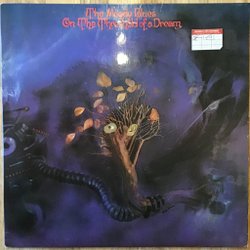 The Moody Blues
On The Threshold of a Dream